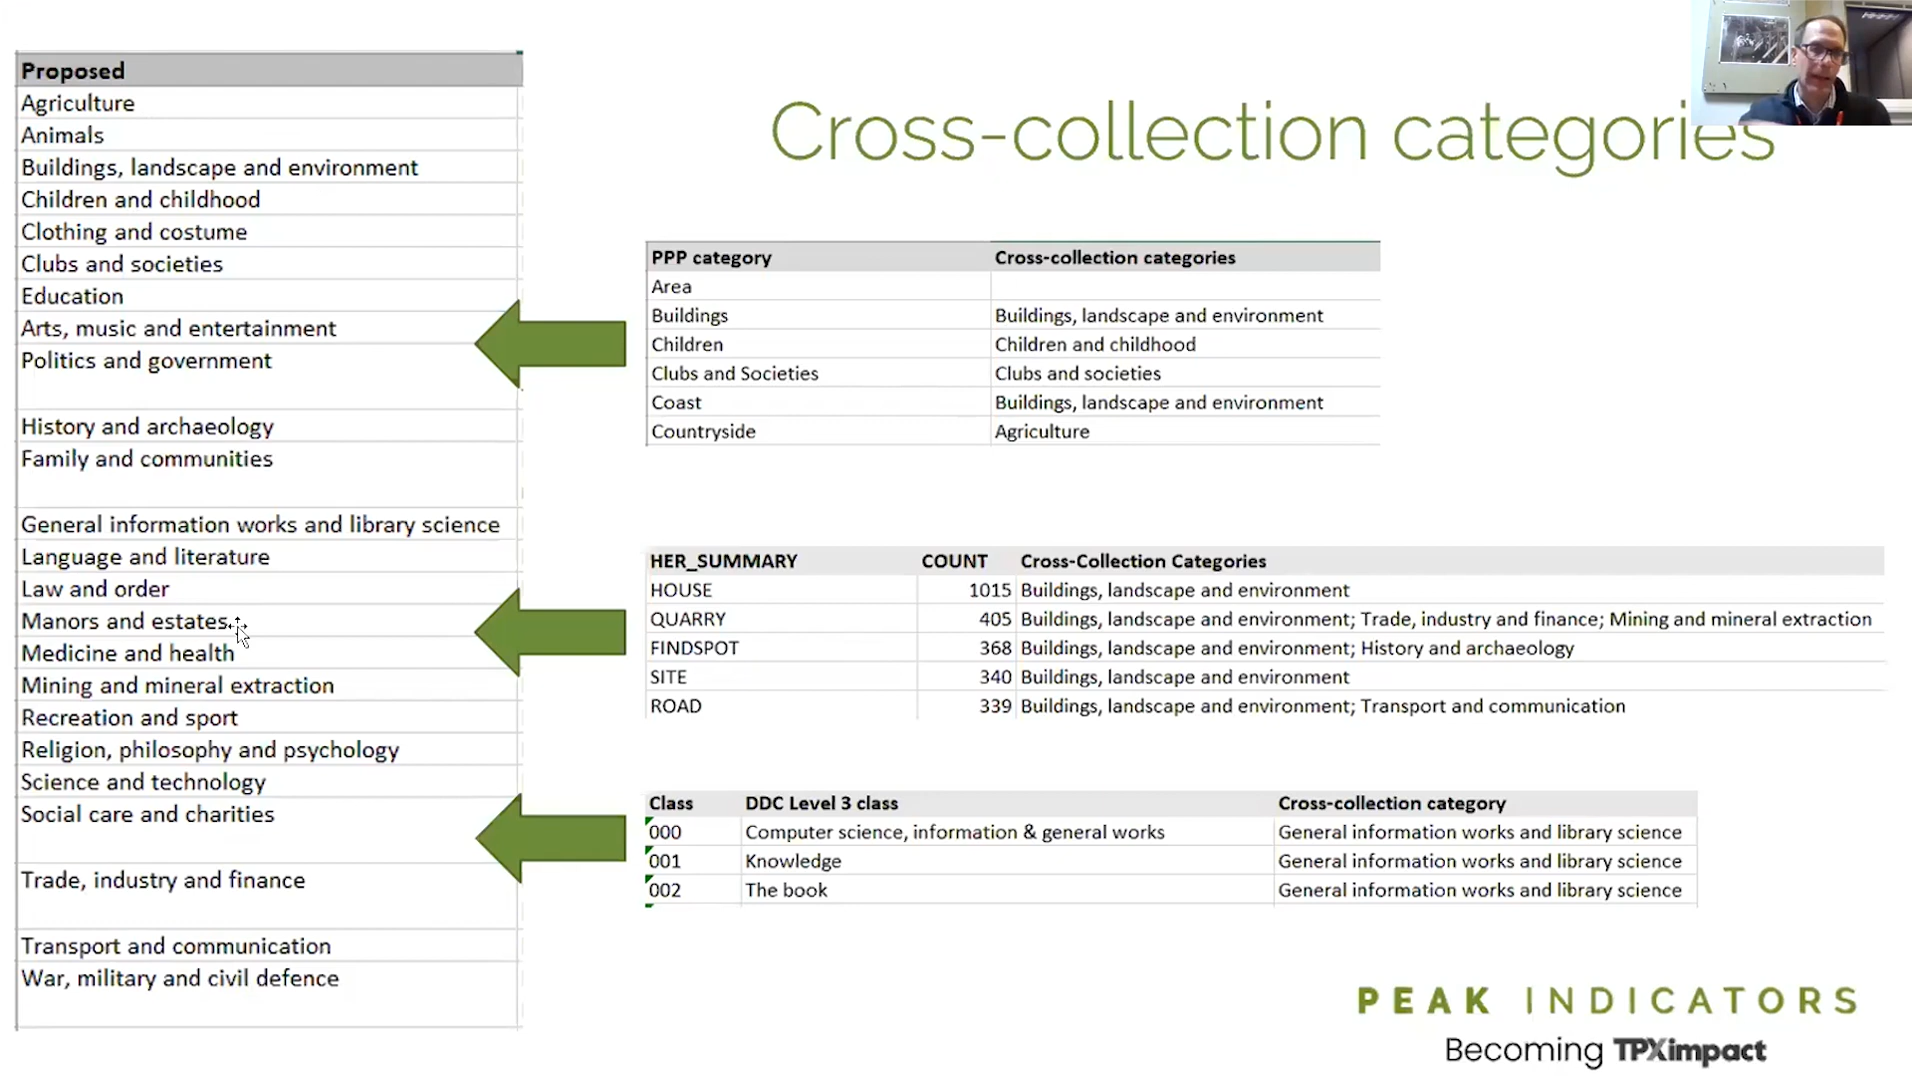 Proposed
Agriculture
Animals
Buildings, landscape and environment
Children and childhood
Clothing and costume
Clubs and societies
Education
Arts, music and entertainment
Politics and government
History and archaeology
Family and communities
General information works and library science
Language and literature
Law and order
Manors and estates
Medicine and health
Mining and mineral extraction
Recreation and sport
Religion, philosophy and psychology
Science and technology
Social care and charities
Trade, industry and finance
Transport and communication
War, military and civil defence
Cross-collection categories
PPP category Cross-collection categories
Area
Buildings Buildings, landscape and environment
Children Children and childhood
Clubs and Societies Clubs and societies
Coast Buildings, landscape and environment
Countryside Agriculture
HER_SUMMARY COUNT Cross-Collection Categories
HOUSE 1015 Buildings, landscape and environment
QUARRY 405 Buildings, landscape and environment; Trade, industry and finance; Mining and mineral extraction
FINDSPOT 368 Buildings, landscape and environment; History and archaeology
SITE 340 Buildings, landscape and environment
ROAD 339 Buildings, landscape and environment; Transport and communication
Class DDC Level 3 class Cross-collection category
000 Computer science, information & general works General information works and library science
001 Knowledge General information works and library science
002 The book General information works and library science
PEAK INDICATORS
Becoming TPXimpact